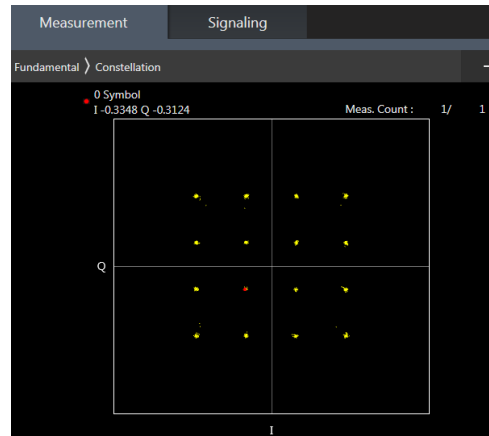 Measurement Signaling
Fundamental 〉 Constellation
0 Symbol
I -0.3348 Q -0.3124 Meas. Count : 1/ 1
Q
I